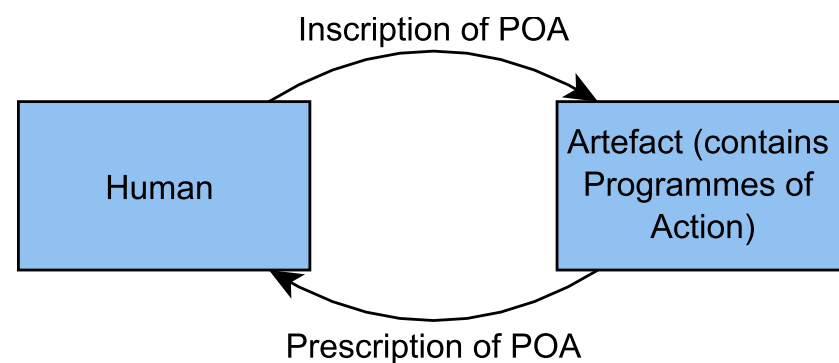 Inscription of POA
Human
Artefact (contains
Programmes of
Action)
Prescription of POA